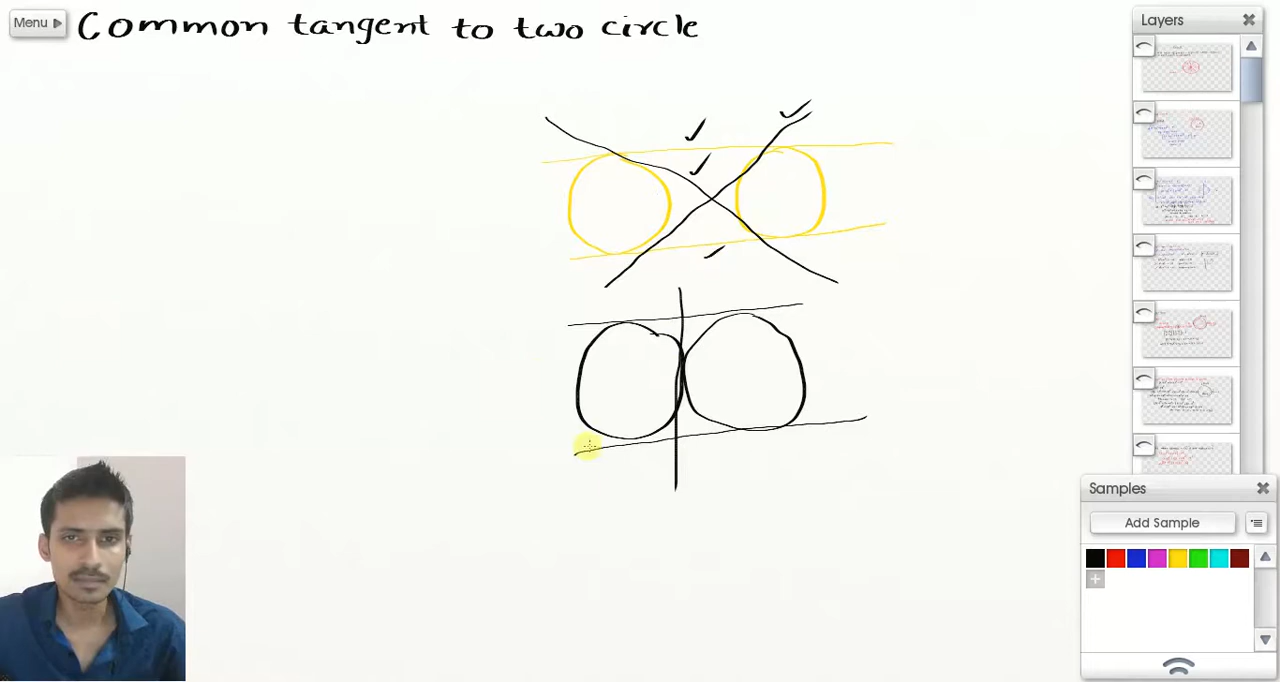 Menu
Common tangent to two circle
Layers
Samples
Add Sample